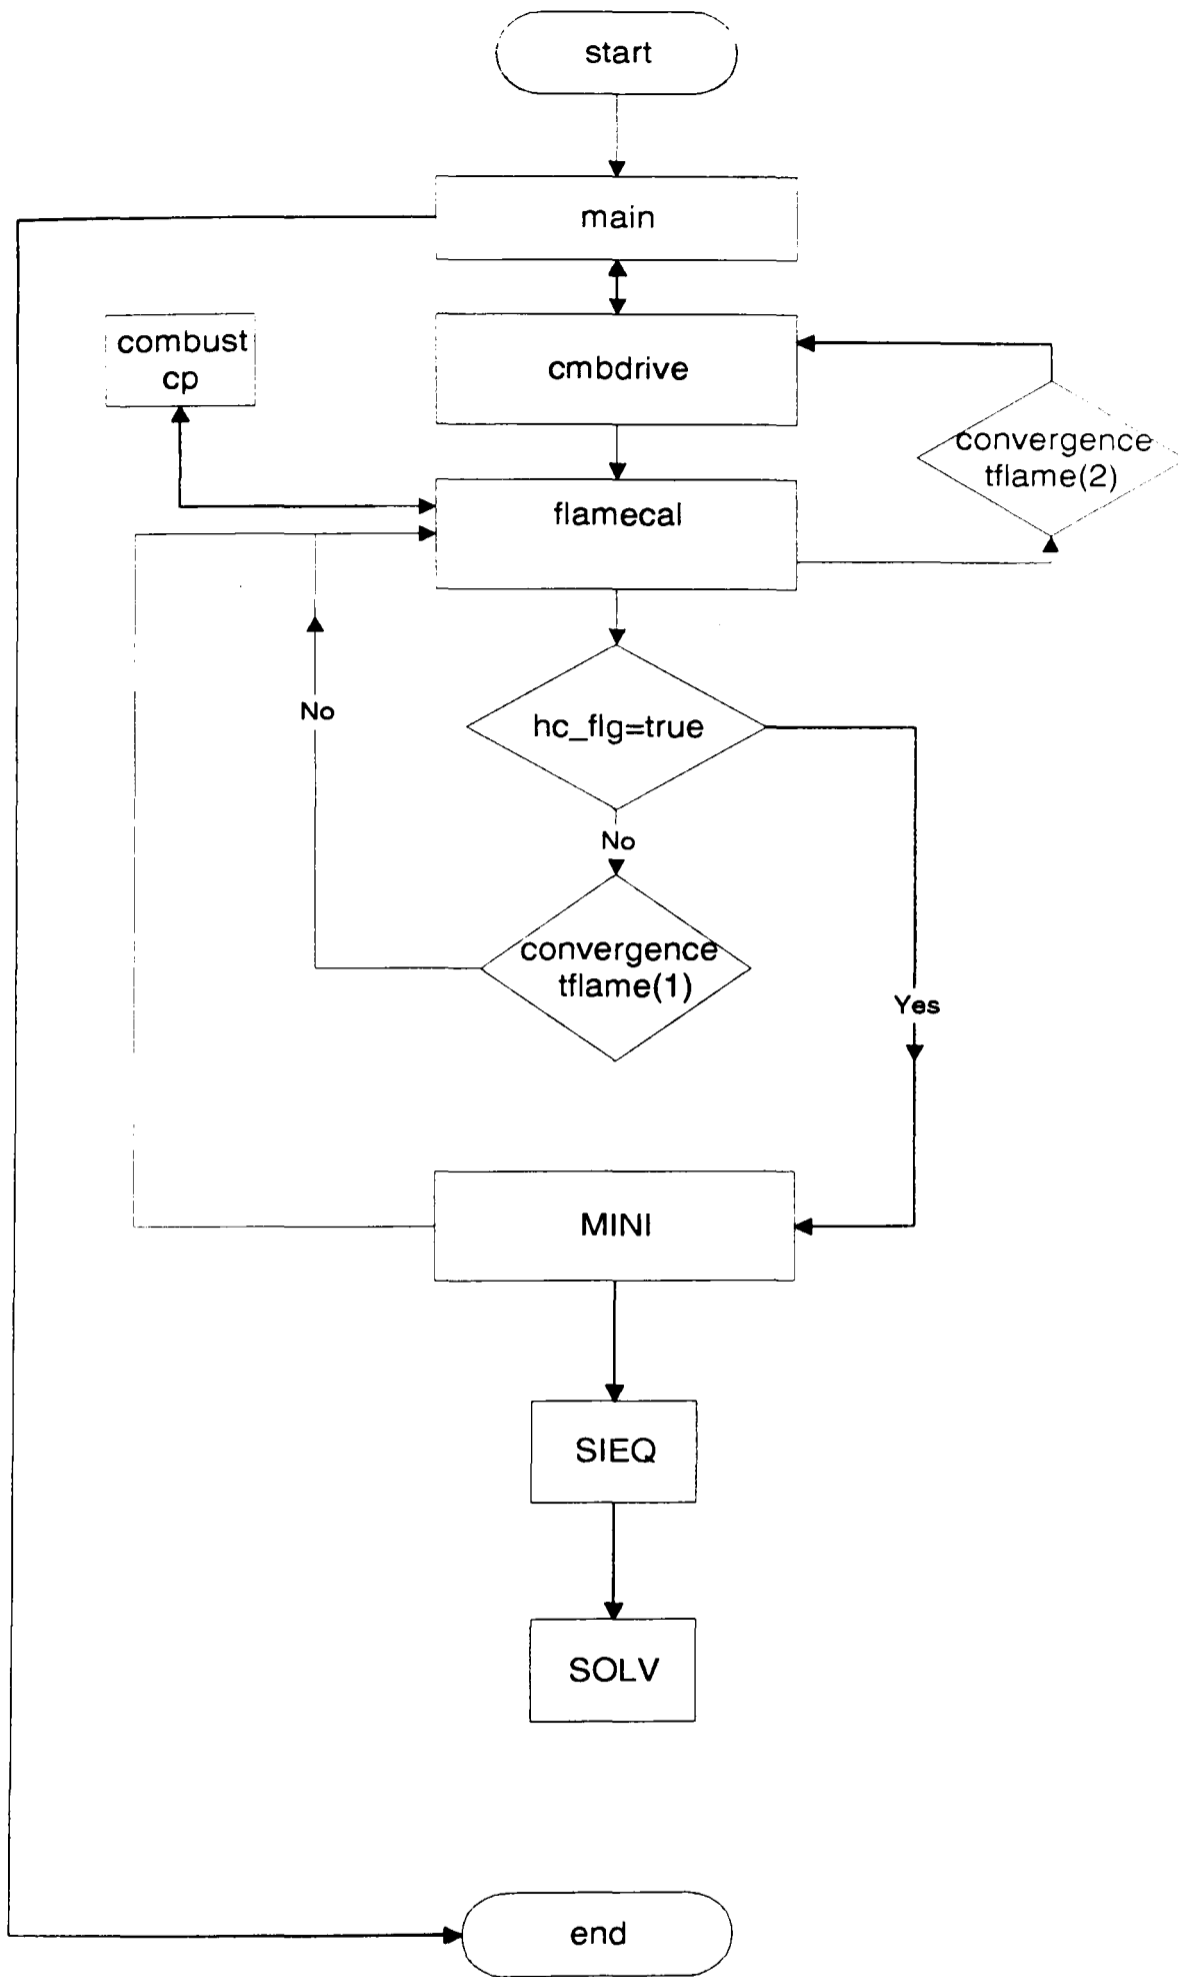 start
main
combust
cp
cmbdrive
convergence
tflame(2)
flamecal
No
hc_flg=true
No
convergence
tflame(1)
Yes
MINI
SIEQ
SOLV
end